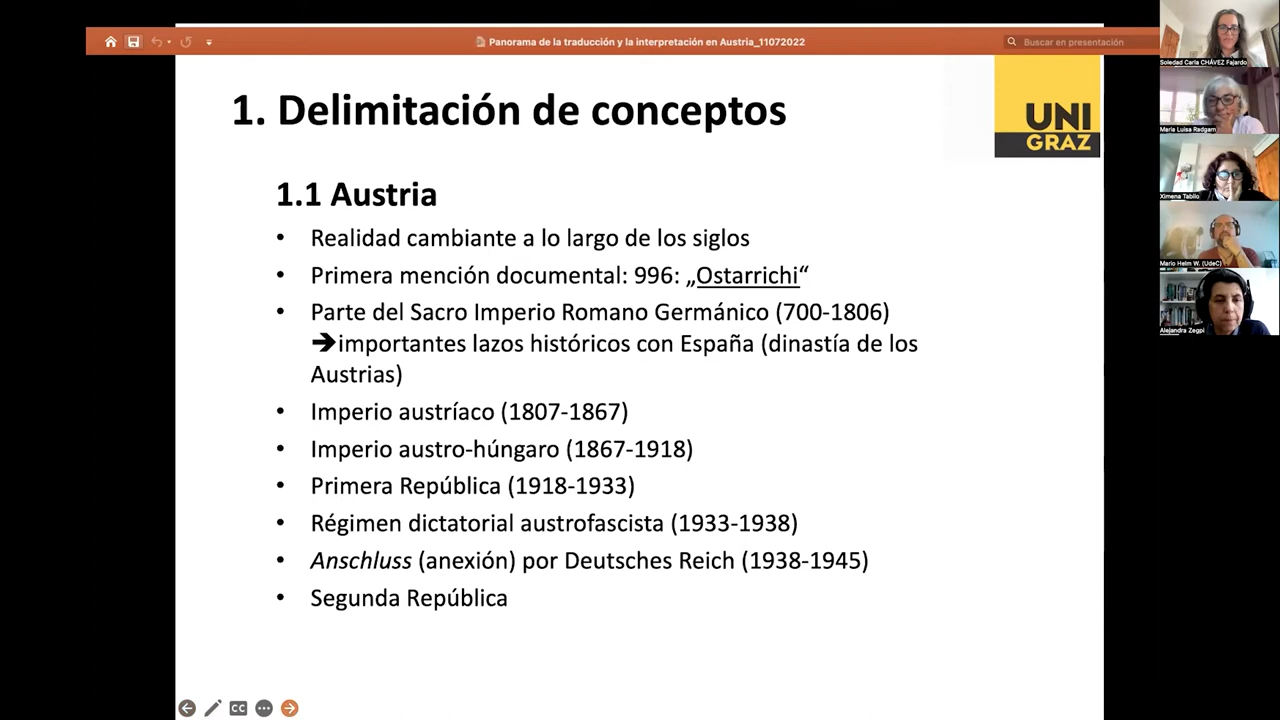 Panorama de la traducción y la interpretación en Austria_11072022
Buscar en presentación
1. Delimitación de conceptos
UNI
GRAZ
1.1 Austria
• Realidad cambiante a lo largo de los siglos
• Primera mención documental: 996: „Ostarrichi“
• Parte del Sacro Imperio Romano Germánico (700-1806)
➔importantes lazos históricos con España (dinastía de los
Austrias)
• Imperio austríaco (1807-1867)
• Imperio austro-húngaro (1867-1918)
• Primera República (1918-1933)
• Régimen dictatorial austrofascista (1933-1938)
• Anschluss (anexión) por Deutsches Reich (1938-1945)
• Segunda República
CC
Soledad Carla CHÁVEZ Fajardo
Maria Luisa Redgam
Ximena Tabilo
Mario Helm W. (UdeC)
Alejandra Zegpi